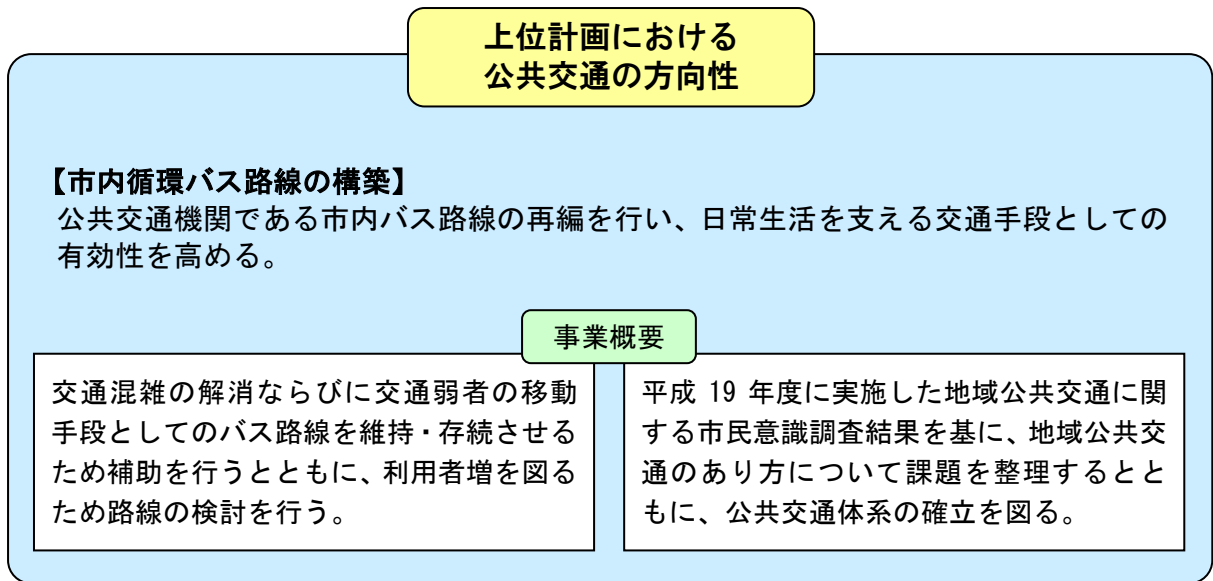 上位計画における
公共交通の方向性
【市内循環バス路線の構築】
公共交通機関である市内バス路線の再編を行い、日常生活を支える交通手段としての
有効性を高める。
事業概要
交通混雑の解消ならびに交通弱者の移動
手段としてのバス路線を維持・存続させる
ため補助を行うとともに、利用者増を図る
ため路線の検討を行う。
平成 19 年度に実施した地域公共交通に関
する市民意識調査結果を基に、地域公共交
通のあり方について課題を整理するとと
もに、公共交通体系の確立を図る。